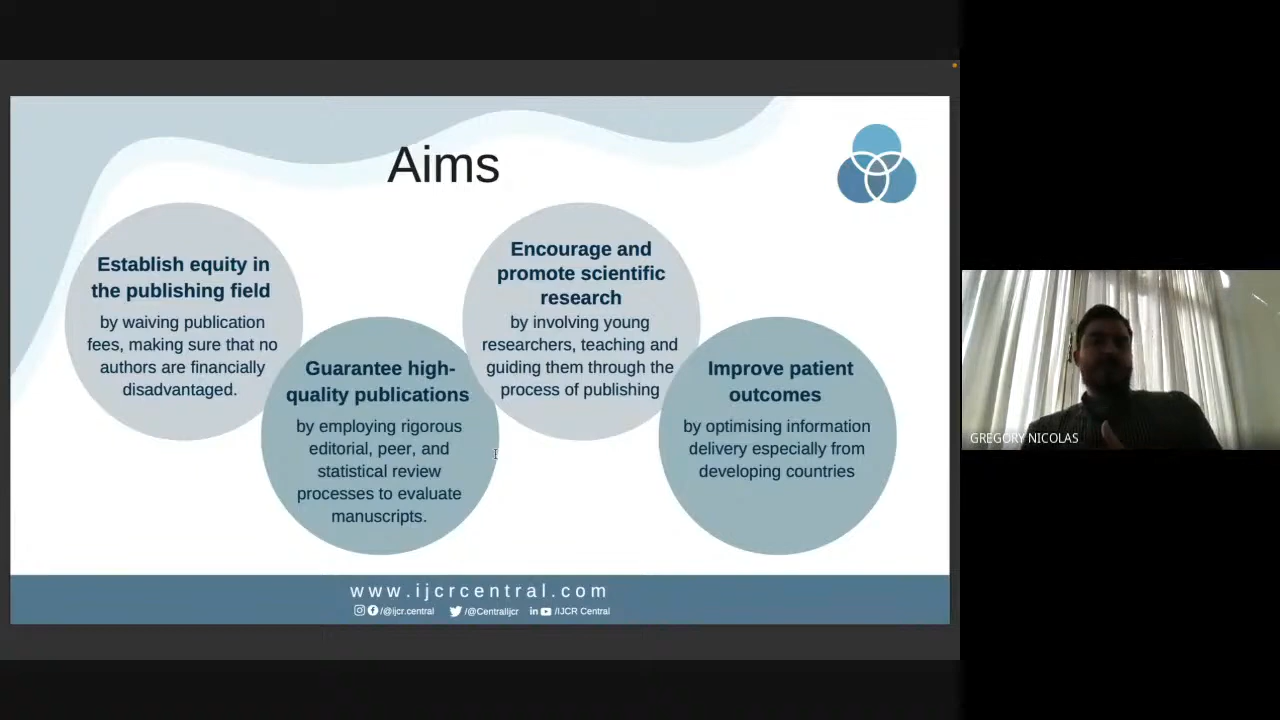 Aims
Establish equity in
the publishing field
by waiving publication
fees, making sure that no
authors are financially
disadvantaged.
Guarantee high-
quality publications
by employing rigorous
editorial, peer, and
statistical review
processes to evaluate
manuscripts.
Encourage and
promote scientific
research
by involving young
researchers, teaching and
guiding them through the
process of publishing
Improve patient
outcomes
by optimising information
delivery especially from
developing countries
www.ijcrcentral.com
/@ijcr.central /@CentralIjcr /IJCR Central
GREGORY NICOLAS